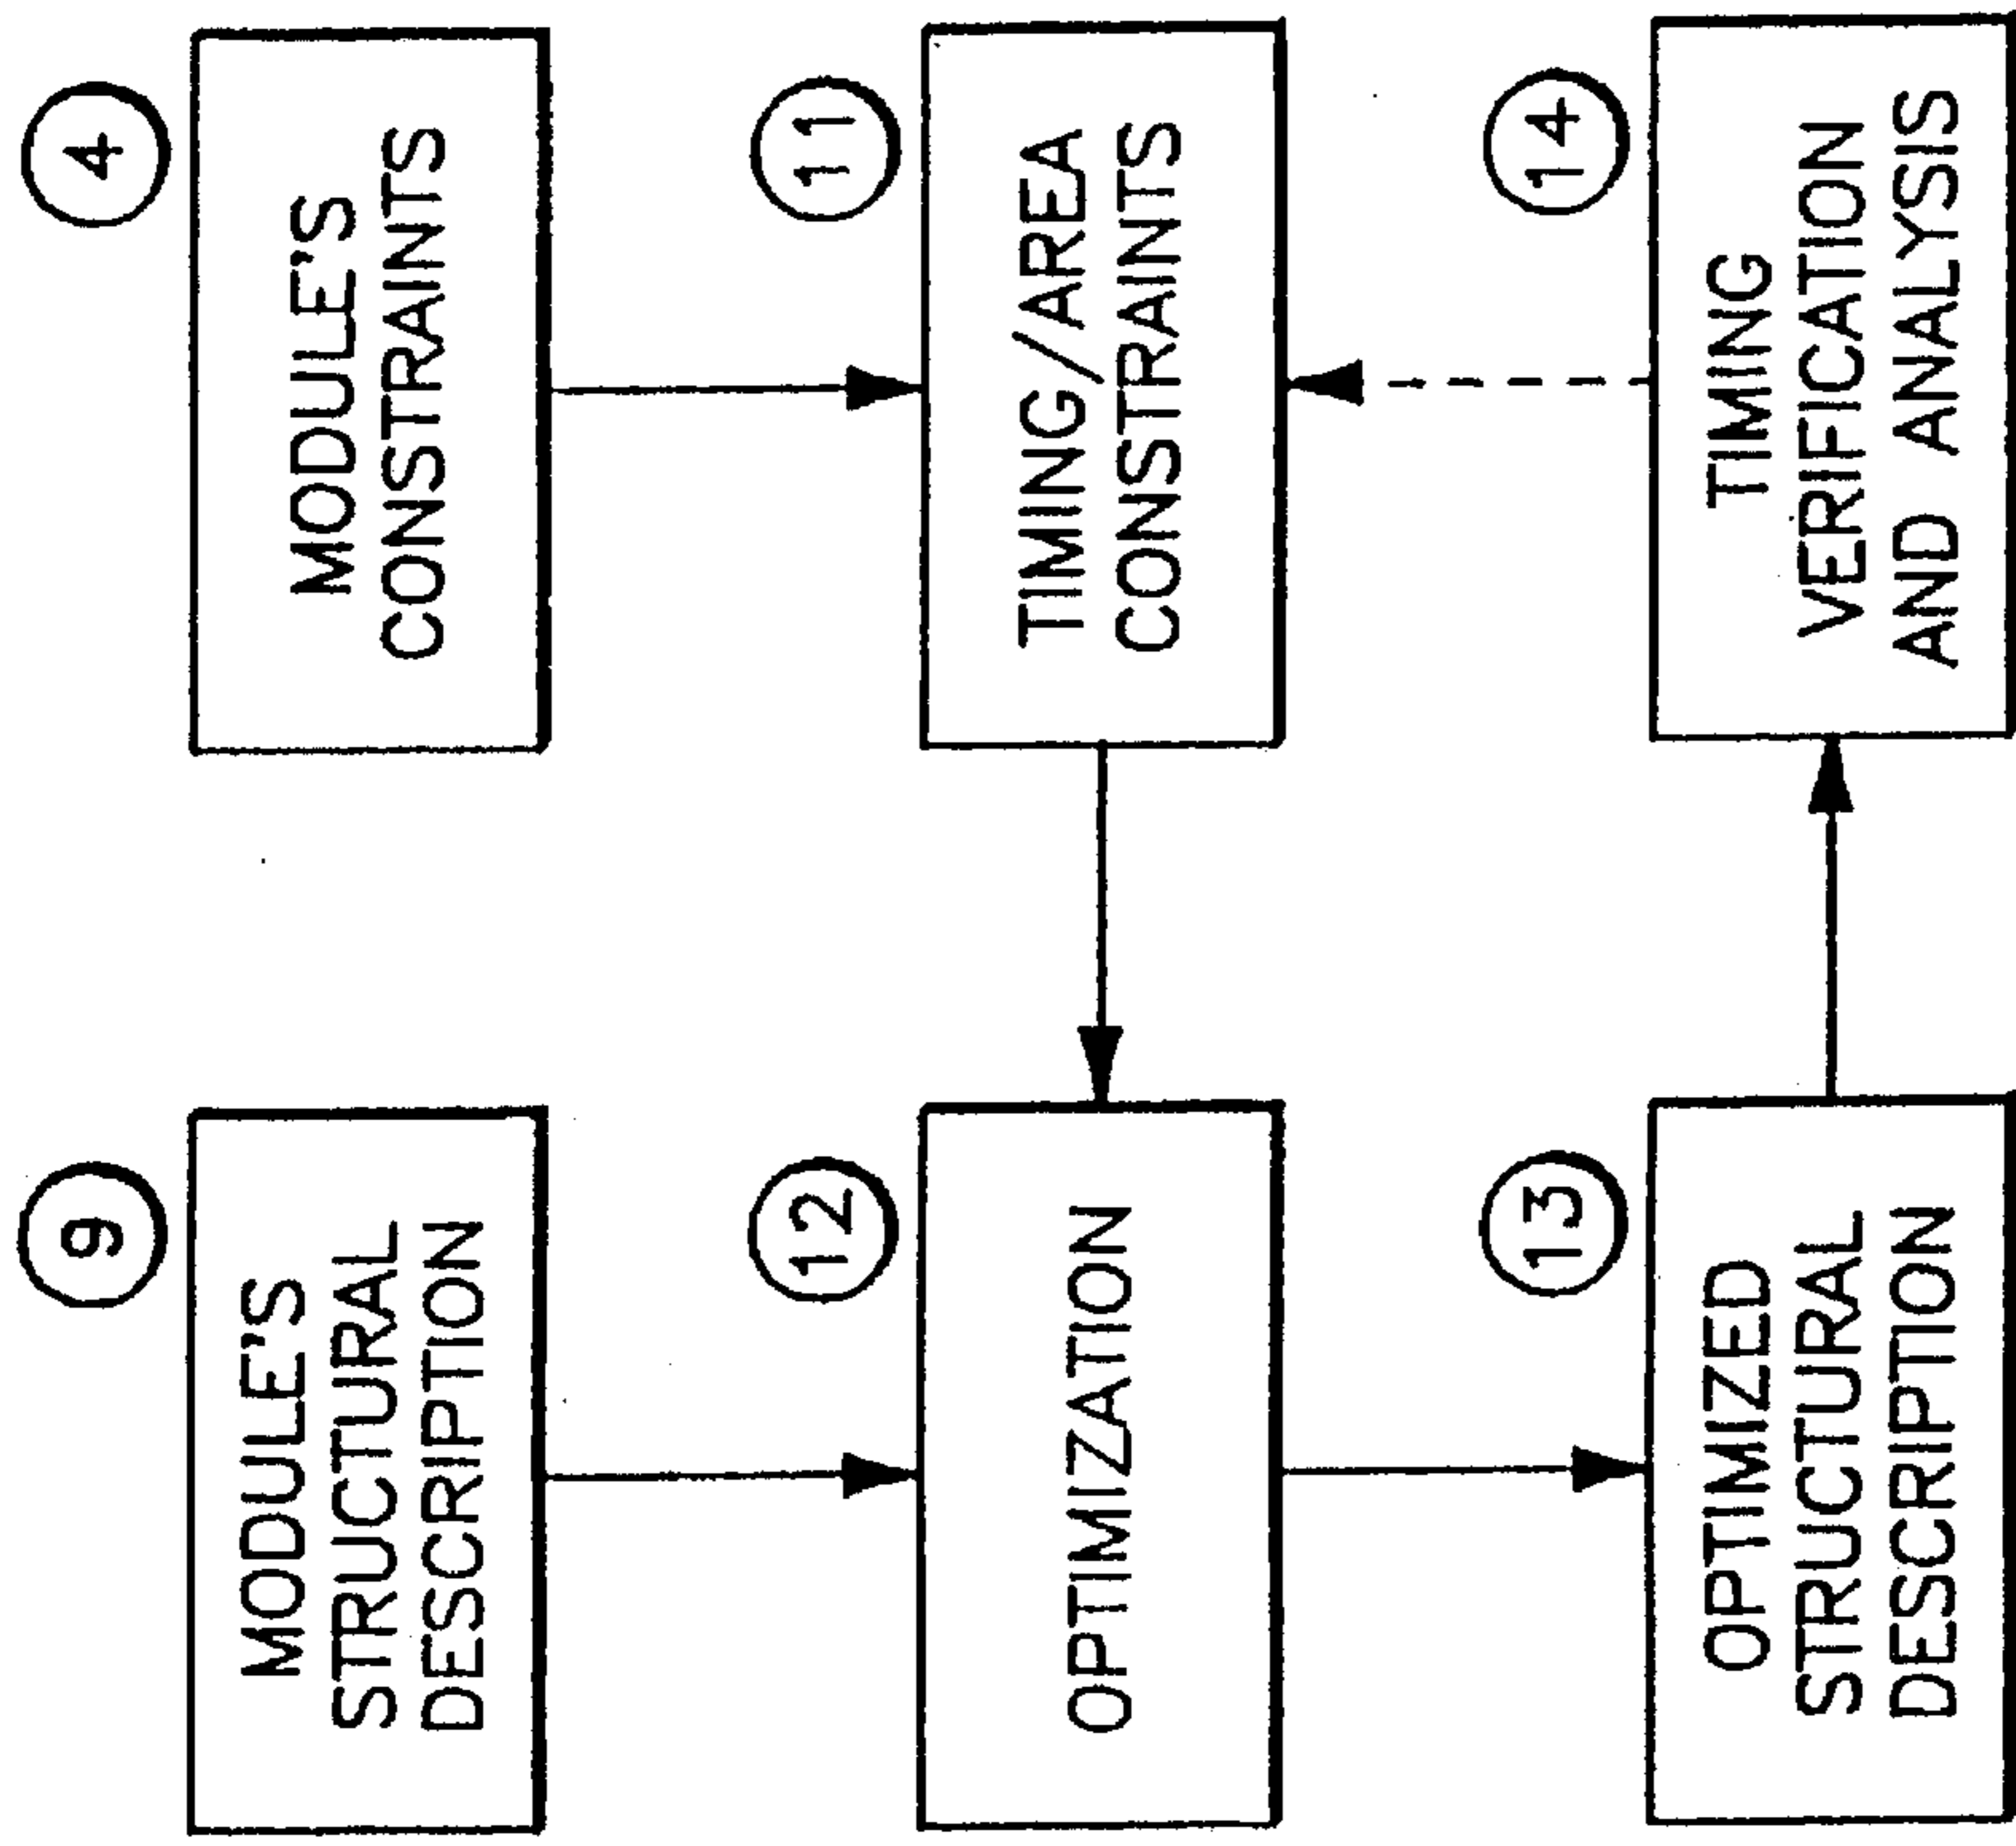 9
MODULE'S
STRUCTURAL
DESCRIPTION
4
MODULE'S
CONSTRAINTS
12
OPTIMIZATION
11
TIMING/AREA
CONSTRAINTS
13
OPTIMIZED
STRUCTURAL
DESCRIPTION
14
TIMING
VERIFICATION
AND ANALYSIS